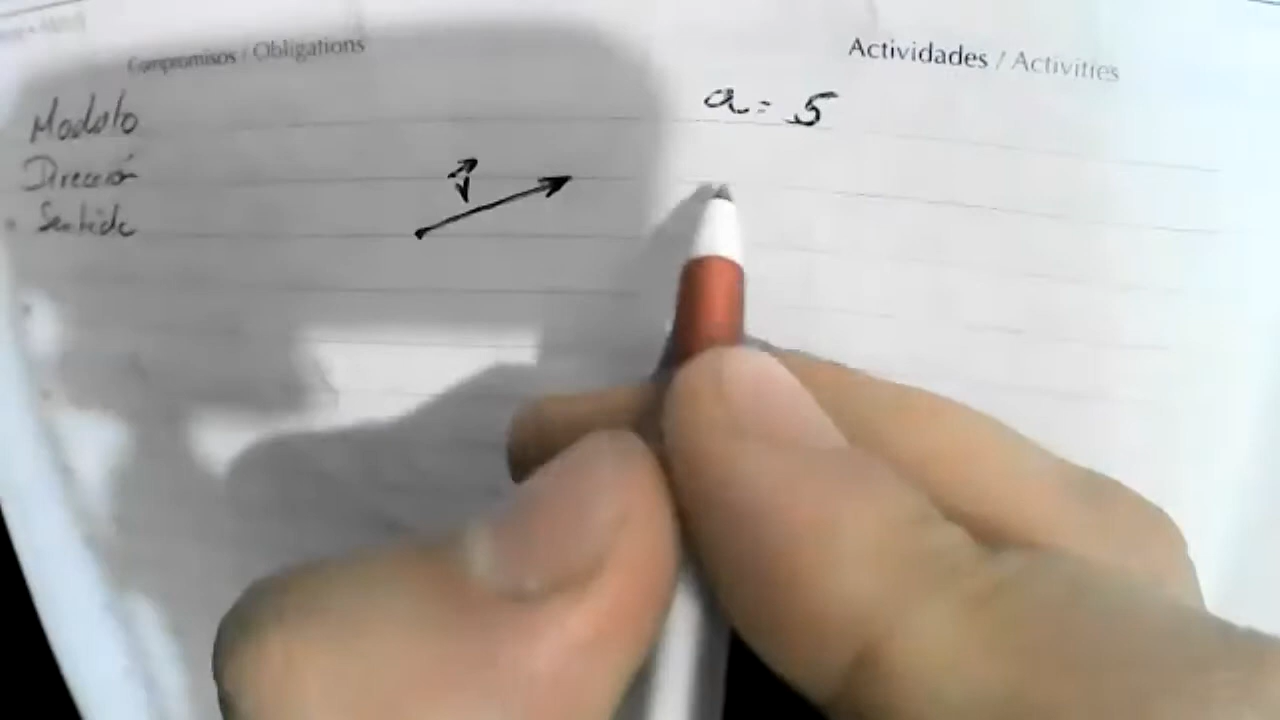 Compromisos / Obligations
Modulo
Dirección
Sentido
Actividades / Activities
a = 5